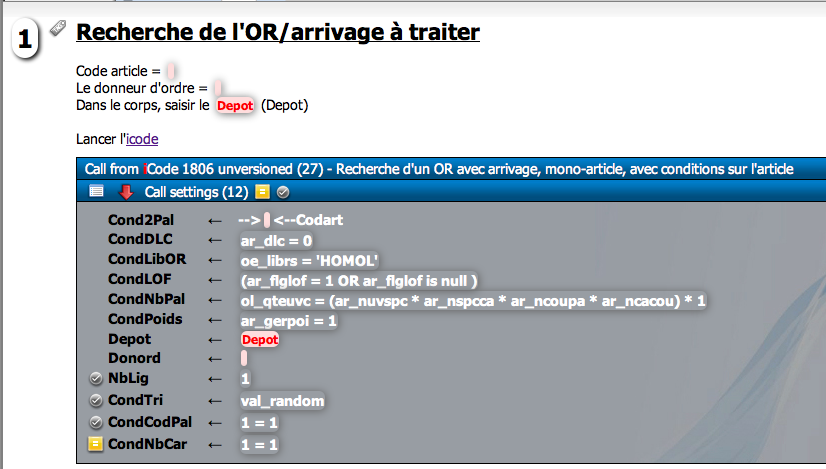 1
Recherche de l'OR/arrivage à traiter
Code article =
Le donneur d'ordre =
Dans le corps, saisir le Depot (Depot)
Lancer l'icode
Call from iCode 1806 unversioned (27) - Recherche d'un OR avec arrivage, mono-article, avec conditions sur l'article
Call settings (12)
Cond2Pal ← --> <--Codart
CondDLC ← ar_dlc = 0
CondLibOR ← oe_librs = 'HOMOL'
CondLOF ← (ar_flglof = 1 OR ar_flglof is null )
CondNbPal ← ol_qteuvc = (ar_nuvspc * ar_nspcca * ar_ncoupa * ar_ncacou) * 1
CondPoids ← ar_gerpoi = 1
Depot ← Depot
Donord ←
NbLig ← 1
CondTri ← val_random
CondCodPal ← 1 = 1
CondNbCar ← 1 = 1